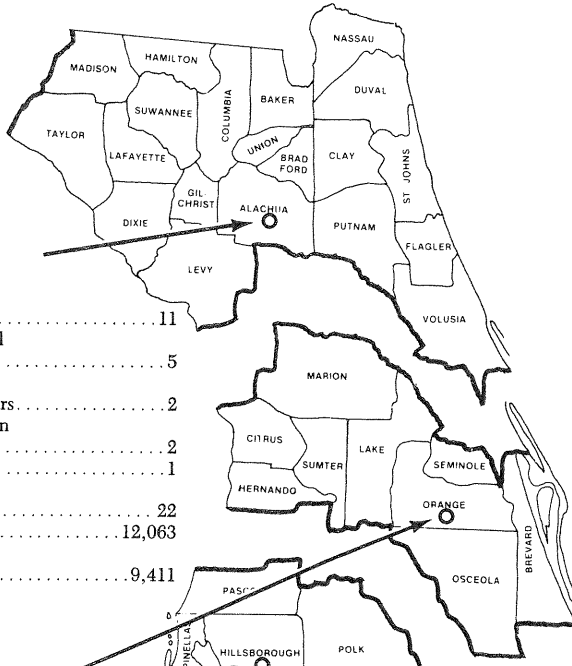 NASSAU
HAMILTON
MADISON
DUVAL
BAKER
COLUMBIA
SUWANNEE
TAYLOR
UNION
LAFAYETTE
BRAD
FORD
CLAY
ST JOHNS
GIL-
CHRIST
ALACHUA
DIXIE
PUTNAM
FLAGLER
LEVY
VOLUSIA
.................... 11
l
.................... 5
rs.................. 2
n
.................... 2
.................... 1
.................... 22
............... 12,063
................ 9,411
MARION
CITRUS
LAKE
SUMTER
SEMINOLE
HERNANDO
ORANGE
BREVARD
OSCEOLA
PASCO
PINELLAS
HILLSBOROUGH
POLK